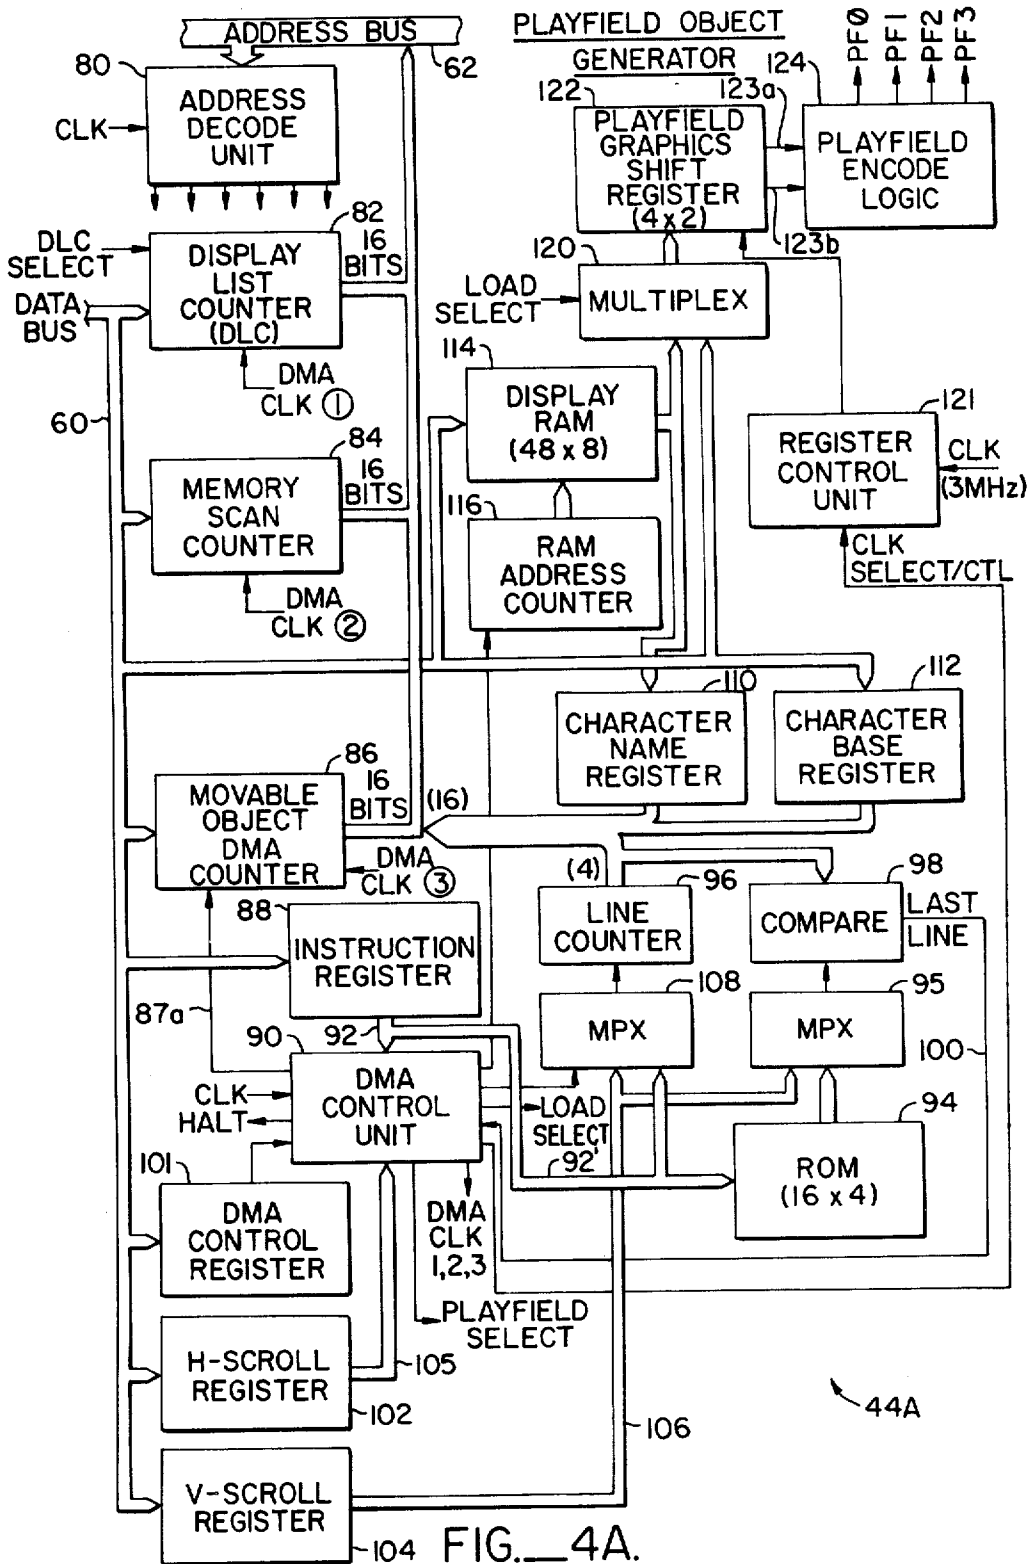 ADDRESS BUS
62
PLAYFIELD OBJECT
GENERATOR
PF0
PF1
PF2
PF3
80
ADDRESS
DECODE
UNIT
CLK
122
PLAYFIELD
GRAPHICS
SHIFT
REGISTER
(4 x 2)
123a
123b
124
PLAYFIELD
ENCODE
LOGIC
82
DLC
SELECT
DISPLAY
LIST
COUNTER
(DLC)
16
BITS
DATA
BUS
DMA
CLK 1
60
120
LOAD
SELECT
MULTIPLEX
114
DISPLAY
RAM
(48 x 8)
121
REGISTER
CONTROL
UNIT
CLK
(3MHz)
CLK
SELECT/CTL
84
MEMORY
SCAN
COUNTER
16
BITS
DMA
CLK 2
116
RAM
ADDRESS
COUNTER
110
CHARACTER
NAME
REGISTER
112
CHARACTER
BASE
REGISTER
86
MOVABLE
OBJECT
DMA
COUNTER
16
BITS
(16)
DMA
CLK 3
(4)
96
LINE
COUNTER
98
COMPARE
LAST
LINE
88
INSTRUCTION
REGISTER
87a
92
108
MPX
95
MPX
100
90
DMA
CONTROL
UNIT
CLK
HALT
LOAD
SELECT
92'
94
ROM
(16 x 4)
101
DMA
CONTROL
REGISTER
DMA
CLK
1,2,3
PLAYFIELD
SELECT
H-SCROLL
REGISTER
102
105
106
44A
V-SCROLL
REGISTER
104
FIG.__4A.